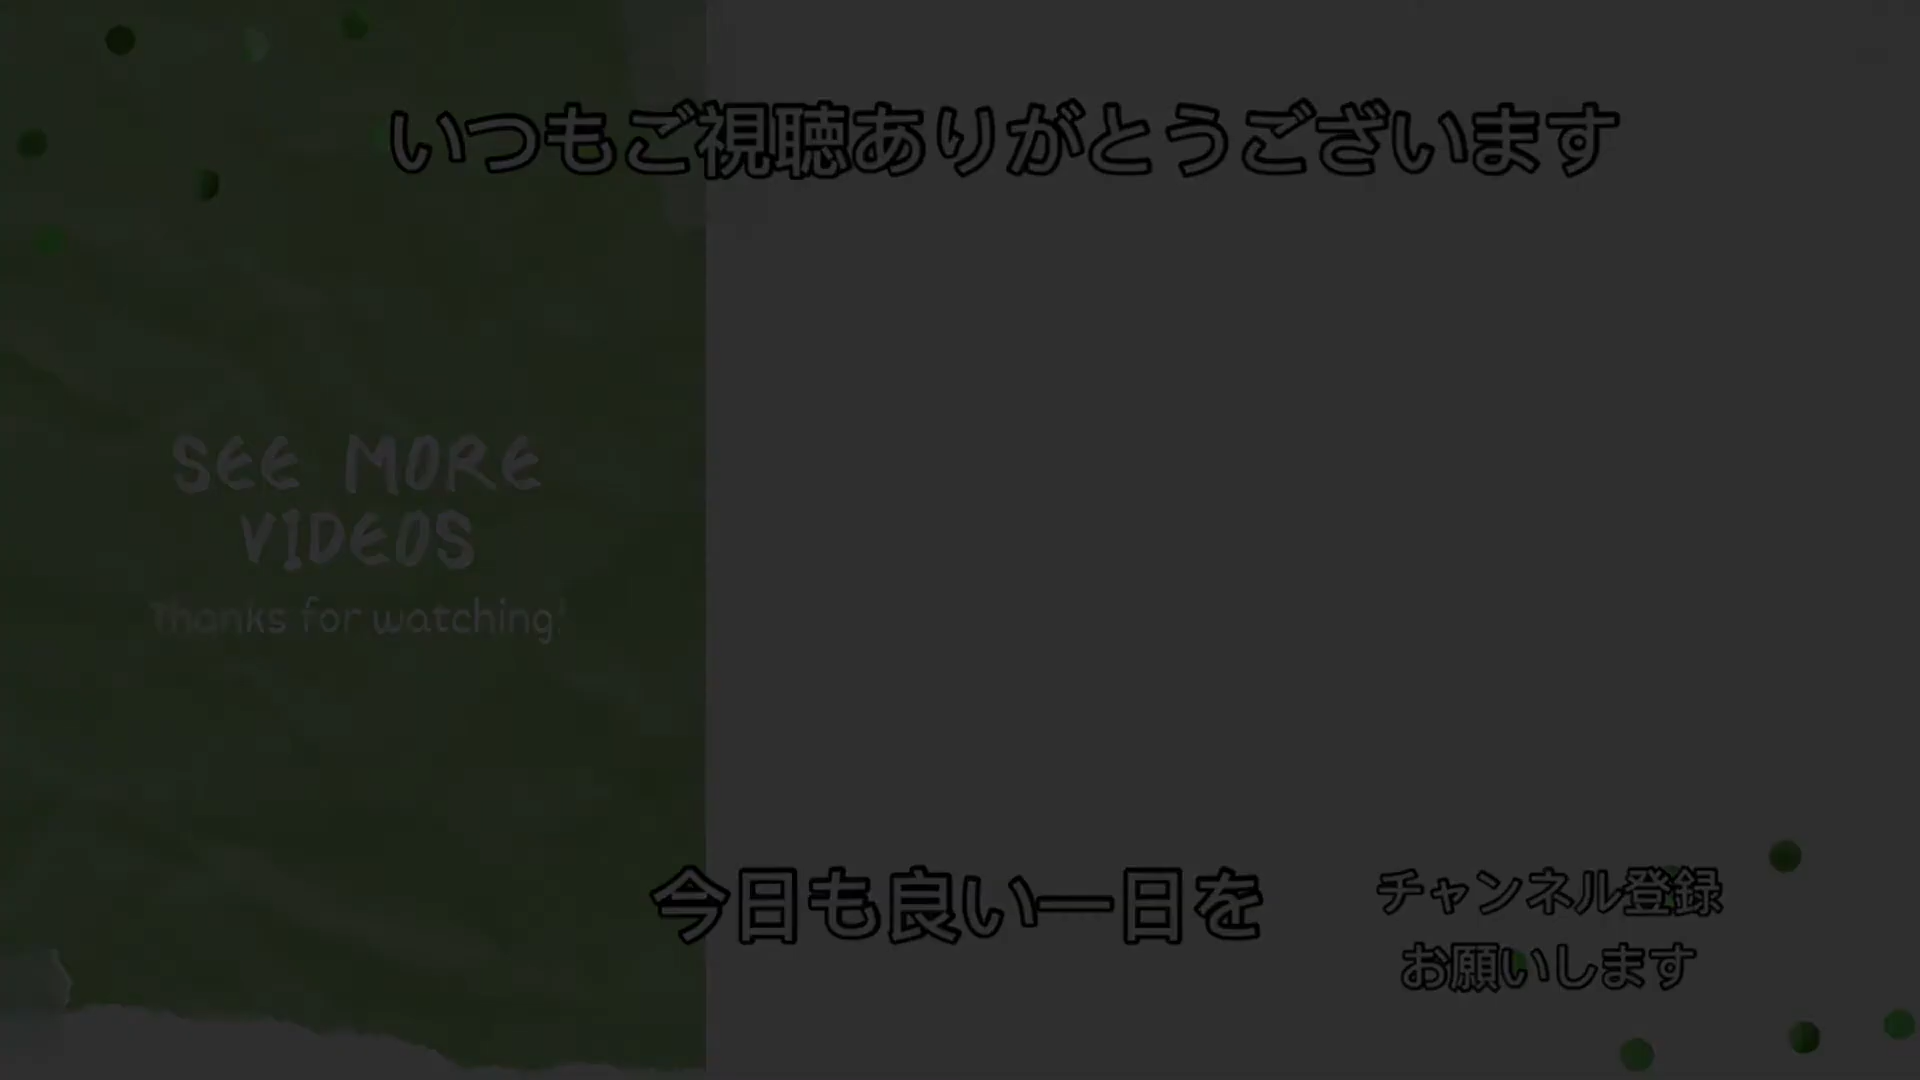 いつもご視聴ありがとうございます
SEE MORE
VIDEOS
Thanks for watching!
今日も良い一日を
チャンネル登録
お願いします